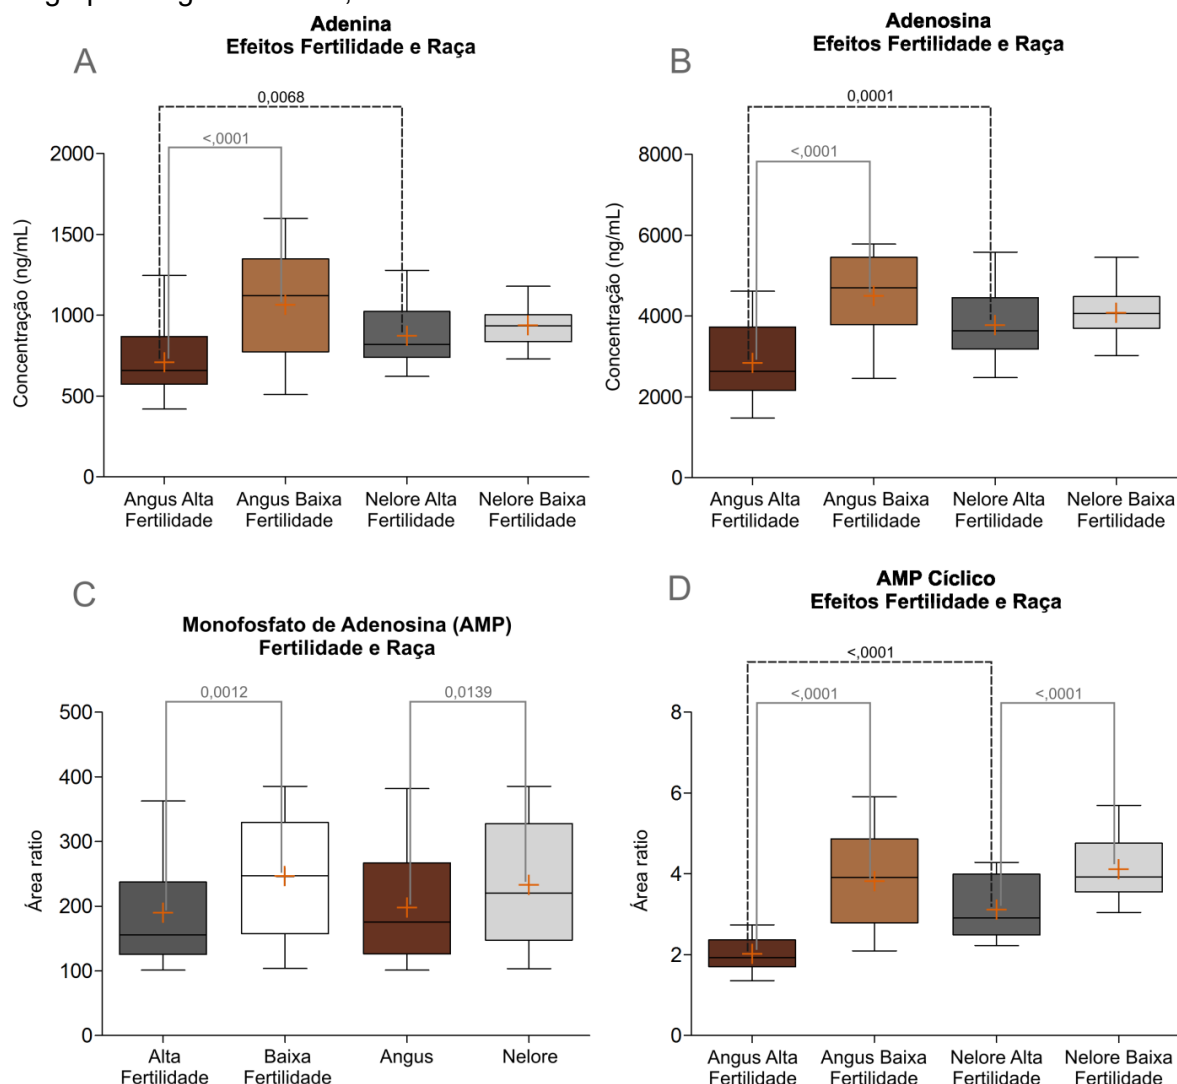 Adenina
Efeitos Fertilidade e Raça
A
0,0068
<,0001
2000
1500
1000
500
0
Concentração (ng/mL)
Angus Alta Fertilidade
Angus Baixa Fertilidade
Nelore Alta Fertilidade
Nelore Baixa Fertilidade
Adenosina
Efeitos Fertilidade e Raça
B
0,0001
<,0001
8000
6000
4000
2000
0
Concentração (ng/mL)
Angus Alta Fertilidade
Angus Baixa Fertilidade
Nelore Alta Fertilidade
Nelore Baixa Fertilidade
C
Monofosfato de Adenosina (AMP)
Fertilidade e Raça
0,0012
0,0139
500
400
300
200
100
0
Área ratio
Alta Fertilidade
Baixa Fertilidade
Angus
Nelore
D
AMP Cíclico
Efeitos Fertilidade e Raça
<,0001
<,0001
<,0001
8
6
4
2
0
Área ratio
Angus Alta Fertilidade
Angus Baixa Fertilidade
Nelore Alta Fertilidade
Nelore Baixa Fertilidade